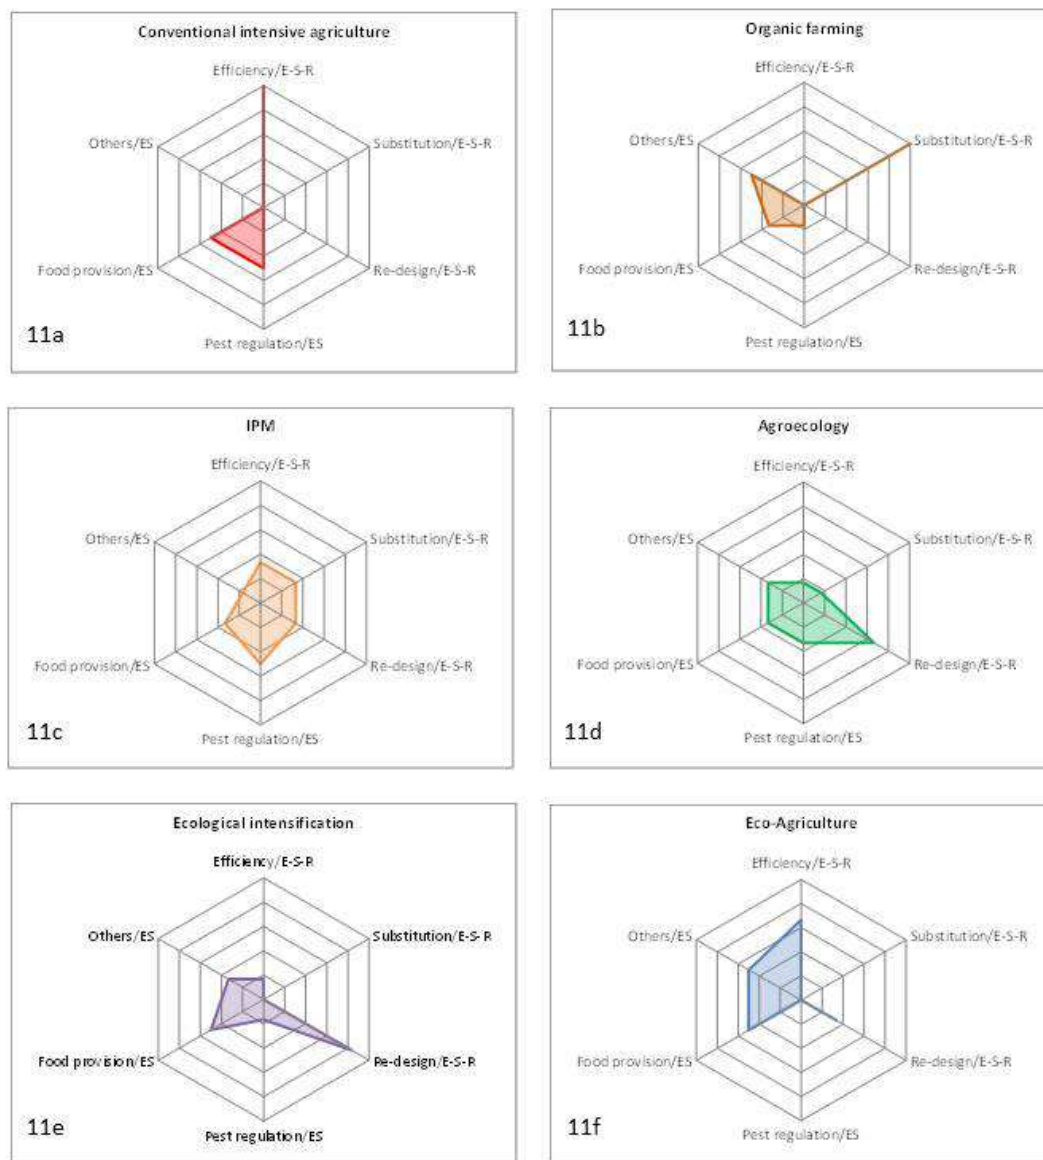 Conventional intensive agriculture
Efficiency/E-S-R
Others/ES
Substitution/E-S-R
Food provision/ES
Re-design/E-S-R
Pest regulation/ES
11a
Organic farming
Efficiency/E-S-R
Others/ES
Substitution/E-S-R
Food provision/ES
Re-design/E-S-R
Pest regulation/ES
11b
IPM
Efficiency/E-S-R
Others/ES
Substitution/E-S-R
Food provision/ES
Re-design/E-S-R
Pest regulation/ES
11c
Agroecology
Efficiency/E-S-R
Others/ES
Substitution/E-S-R
Food provision/ES
Re-design/E-S-R
Pest regulation/ES
11d
Ecological intensification
Efficiency/E-S-R
Others/ES
Substitution/E-S-R
Food provision/ES
Re-design/E-S-R
Pest regulation/ES
11e
Eco-Agriculture
Efficiency/E-S-R
Others/ES
Substitution/E-S-R
Food provision/ES
Re-design/E-S-R
Pest regulation/ES
11f